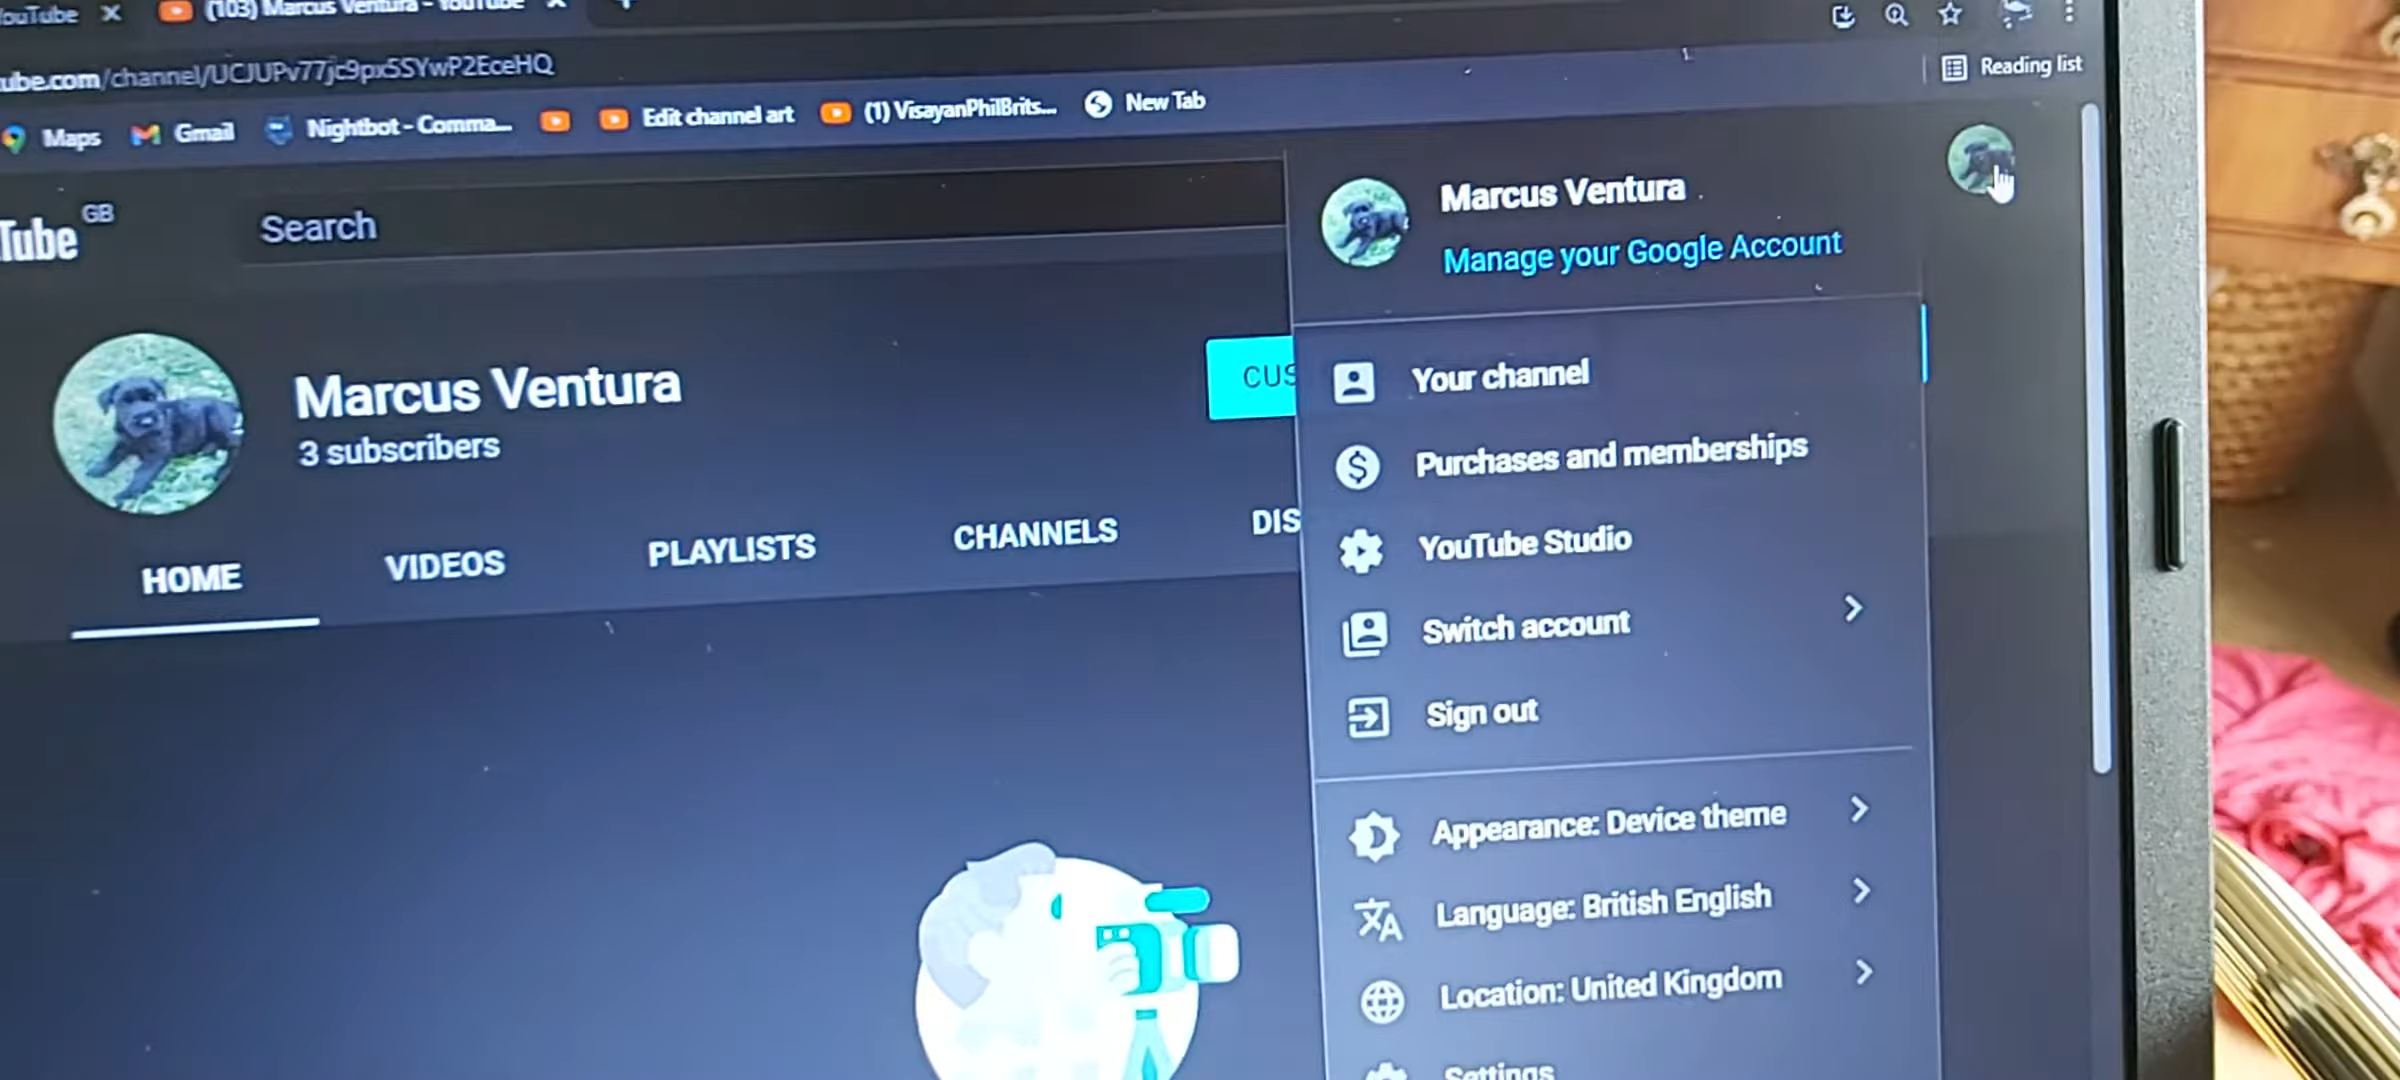 ouTube
(103) Marcus Ventura - YouTube
ube.com/channel/UCJUPv77jc9px5SYwP2EceHQ
Reading list
Maps
Gmail
Nightbot - Comma...
Edit channel art
(1) VisayanPhilBrits...
New Tab
Tube GB
Search
Marcus Ventura
Manage your Google Account
Marcus Ventura
3 subscribers
CUS
HOME
VIDEOS
PLAYLISTS
CHANNELS
DIS
Your channel
Purchases and memberships
YouTube Studio
Switch account
Sign out
Appearance: Device theme
Language: British English
Location: United Kingdom
Settings